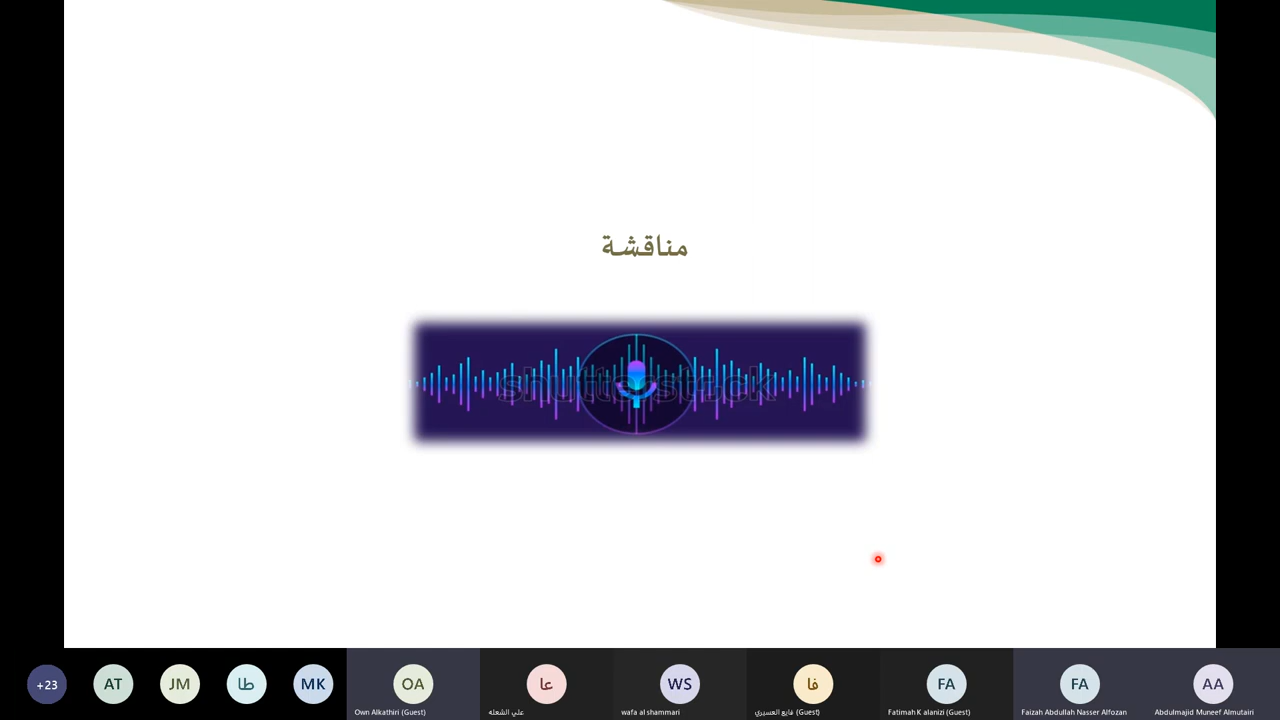 مناقشة
shutterstock
+23
AT
JM
طا
MK
OA
عا
WS
فا
FA
FA
AA
Own Alkathiri (Guest)
علي الشعله
wafa al shammari
فايع العسيري (Guest)
Fatimah K alanizi (Guest)
Faizah Abdullah Nasser Alfozan
Abdulmajid Muneef Almutairi